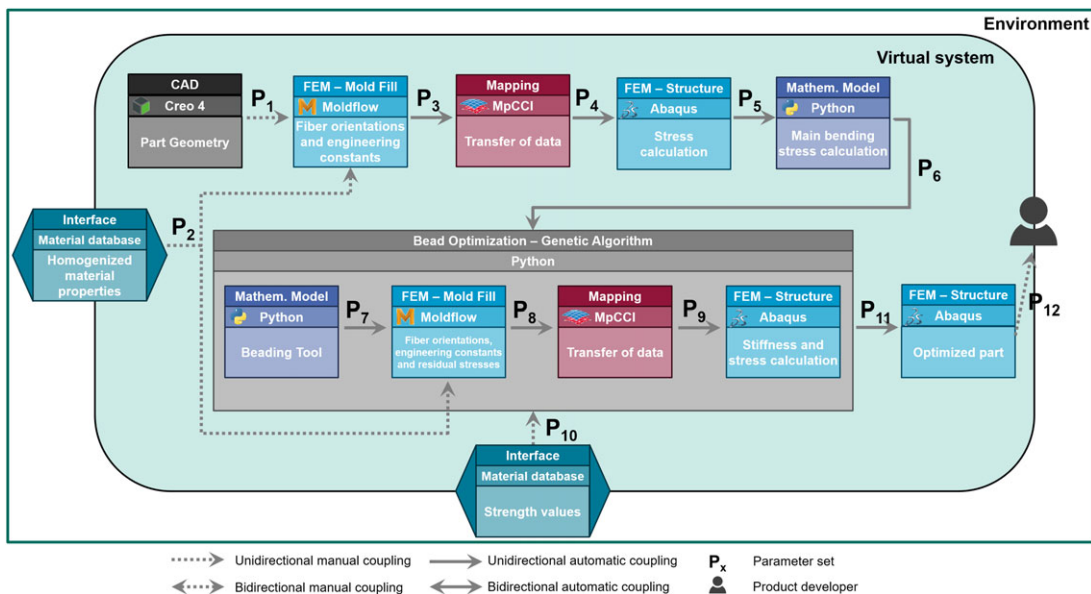 Environment
Virtual system
CAD
Creo 4
Part Geometry
P1
FEM – Mold Fill
Moldflow
Fiber orientations
and engineering
constants
P3
Mapping
MpCCI
Transfer of data
P4
FEM – Structure
Abaqus
Stress
calculation
P5
Mathem. Model
Python
Main bending
stress calculation
P6
Interface
Material database
Homogenized
material
properties
P2
Bead Optimization – Genetic Algorithm
Python
Mathem. Model
Python
Beading Tool
P7
FEM – Mold Fill
Moldflow
Fiber orientations,
engineering constants
and residual stresses
P8
Mapping
MpCCI
Transfer of data
P9
FEM – Structure
Abaqus
Stiffness and
stress calculation
P11
FEM – Structure
Abaqus
Optimized part
P12
P10
Interface
Material database
Strength values
Unidirectional manual coupling
Unidirectional automatic coupling
Px
Parameter set
Bidirectional manual coupling
Bidirectional automatic coupling
Product developer